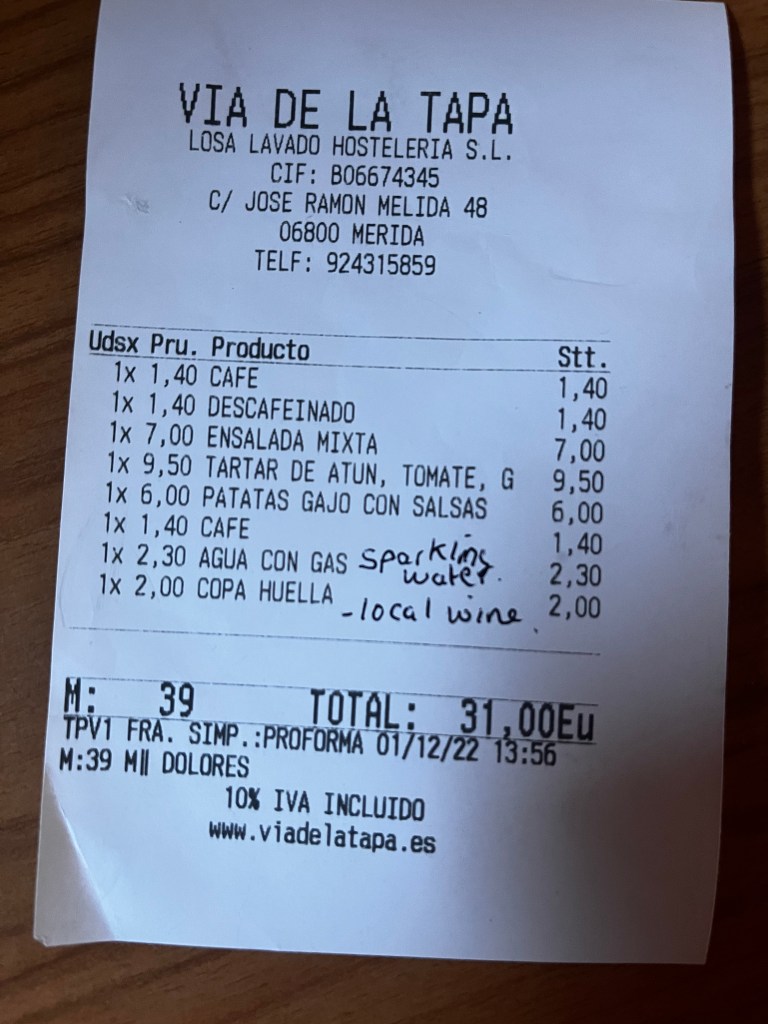 VIA DE LA TAPA
LOSA LAVADO HOSTELERIA S.L.
CIF: B06674345
C/ JOSE RAMON MELIDA 48
06800 MERIDA
TELF: 924315859
Udsx Pru. Producto Stt.
1x 1,40 CAFE 1,40
1x 1,40 DESCAFEINADO 1,40
1x 7,00 ENSALADA MIXTA 7,00
1x 9,50 TARTAR DE ATUN, TOMATE, G 9,50
1x 6,00 PATATAS GAJO CON SALSAS 6,00
1x 1,40 CAFE 1,40
1x 2,30 AGUA CON GAS sparkling water. 2,30
1x 2,00 COPA HUELLA - local wine. 2,00
M: 39 TOTAL: 31,00Eu
TPV1 FRA. SIMP.:PROFORMA 01/12/22 13:56
M:39 M‖ DOLORES
10% IVA INCLUIDO
www.viadelatapa.es